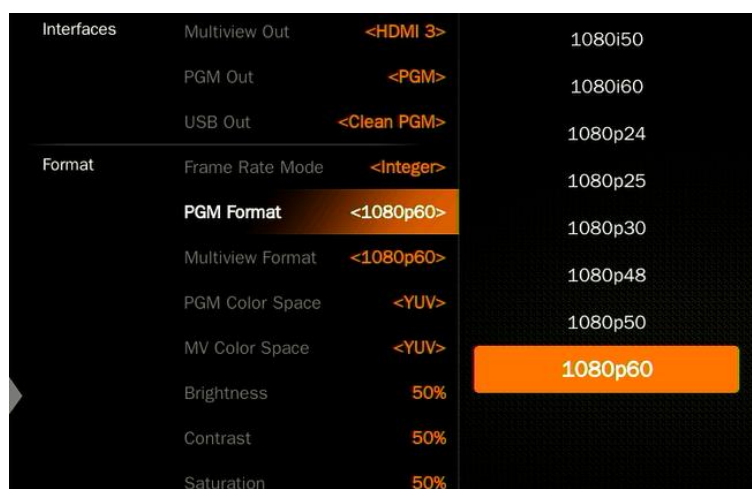 Interfaces
Multiview Out <HDMI 3>
PGM Out <PGM>
USB Out <Clean PGM>
Format
Frame Rate Mode <Integer>
PGM Format <1080p60>
Multiview Format <1080p60>
PGM Color Space <YUV>
MV Color Space <YUV>
Brightness 50%
Contrast 50%
Saturation 50%
1080i50
1080i60
1080p24
1080p25
1080p30
1080p48
1080p50
1080p60